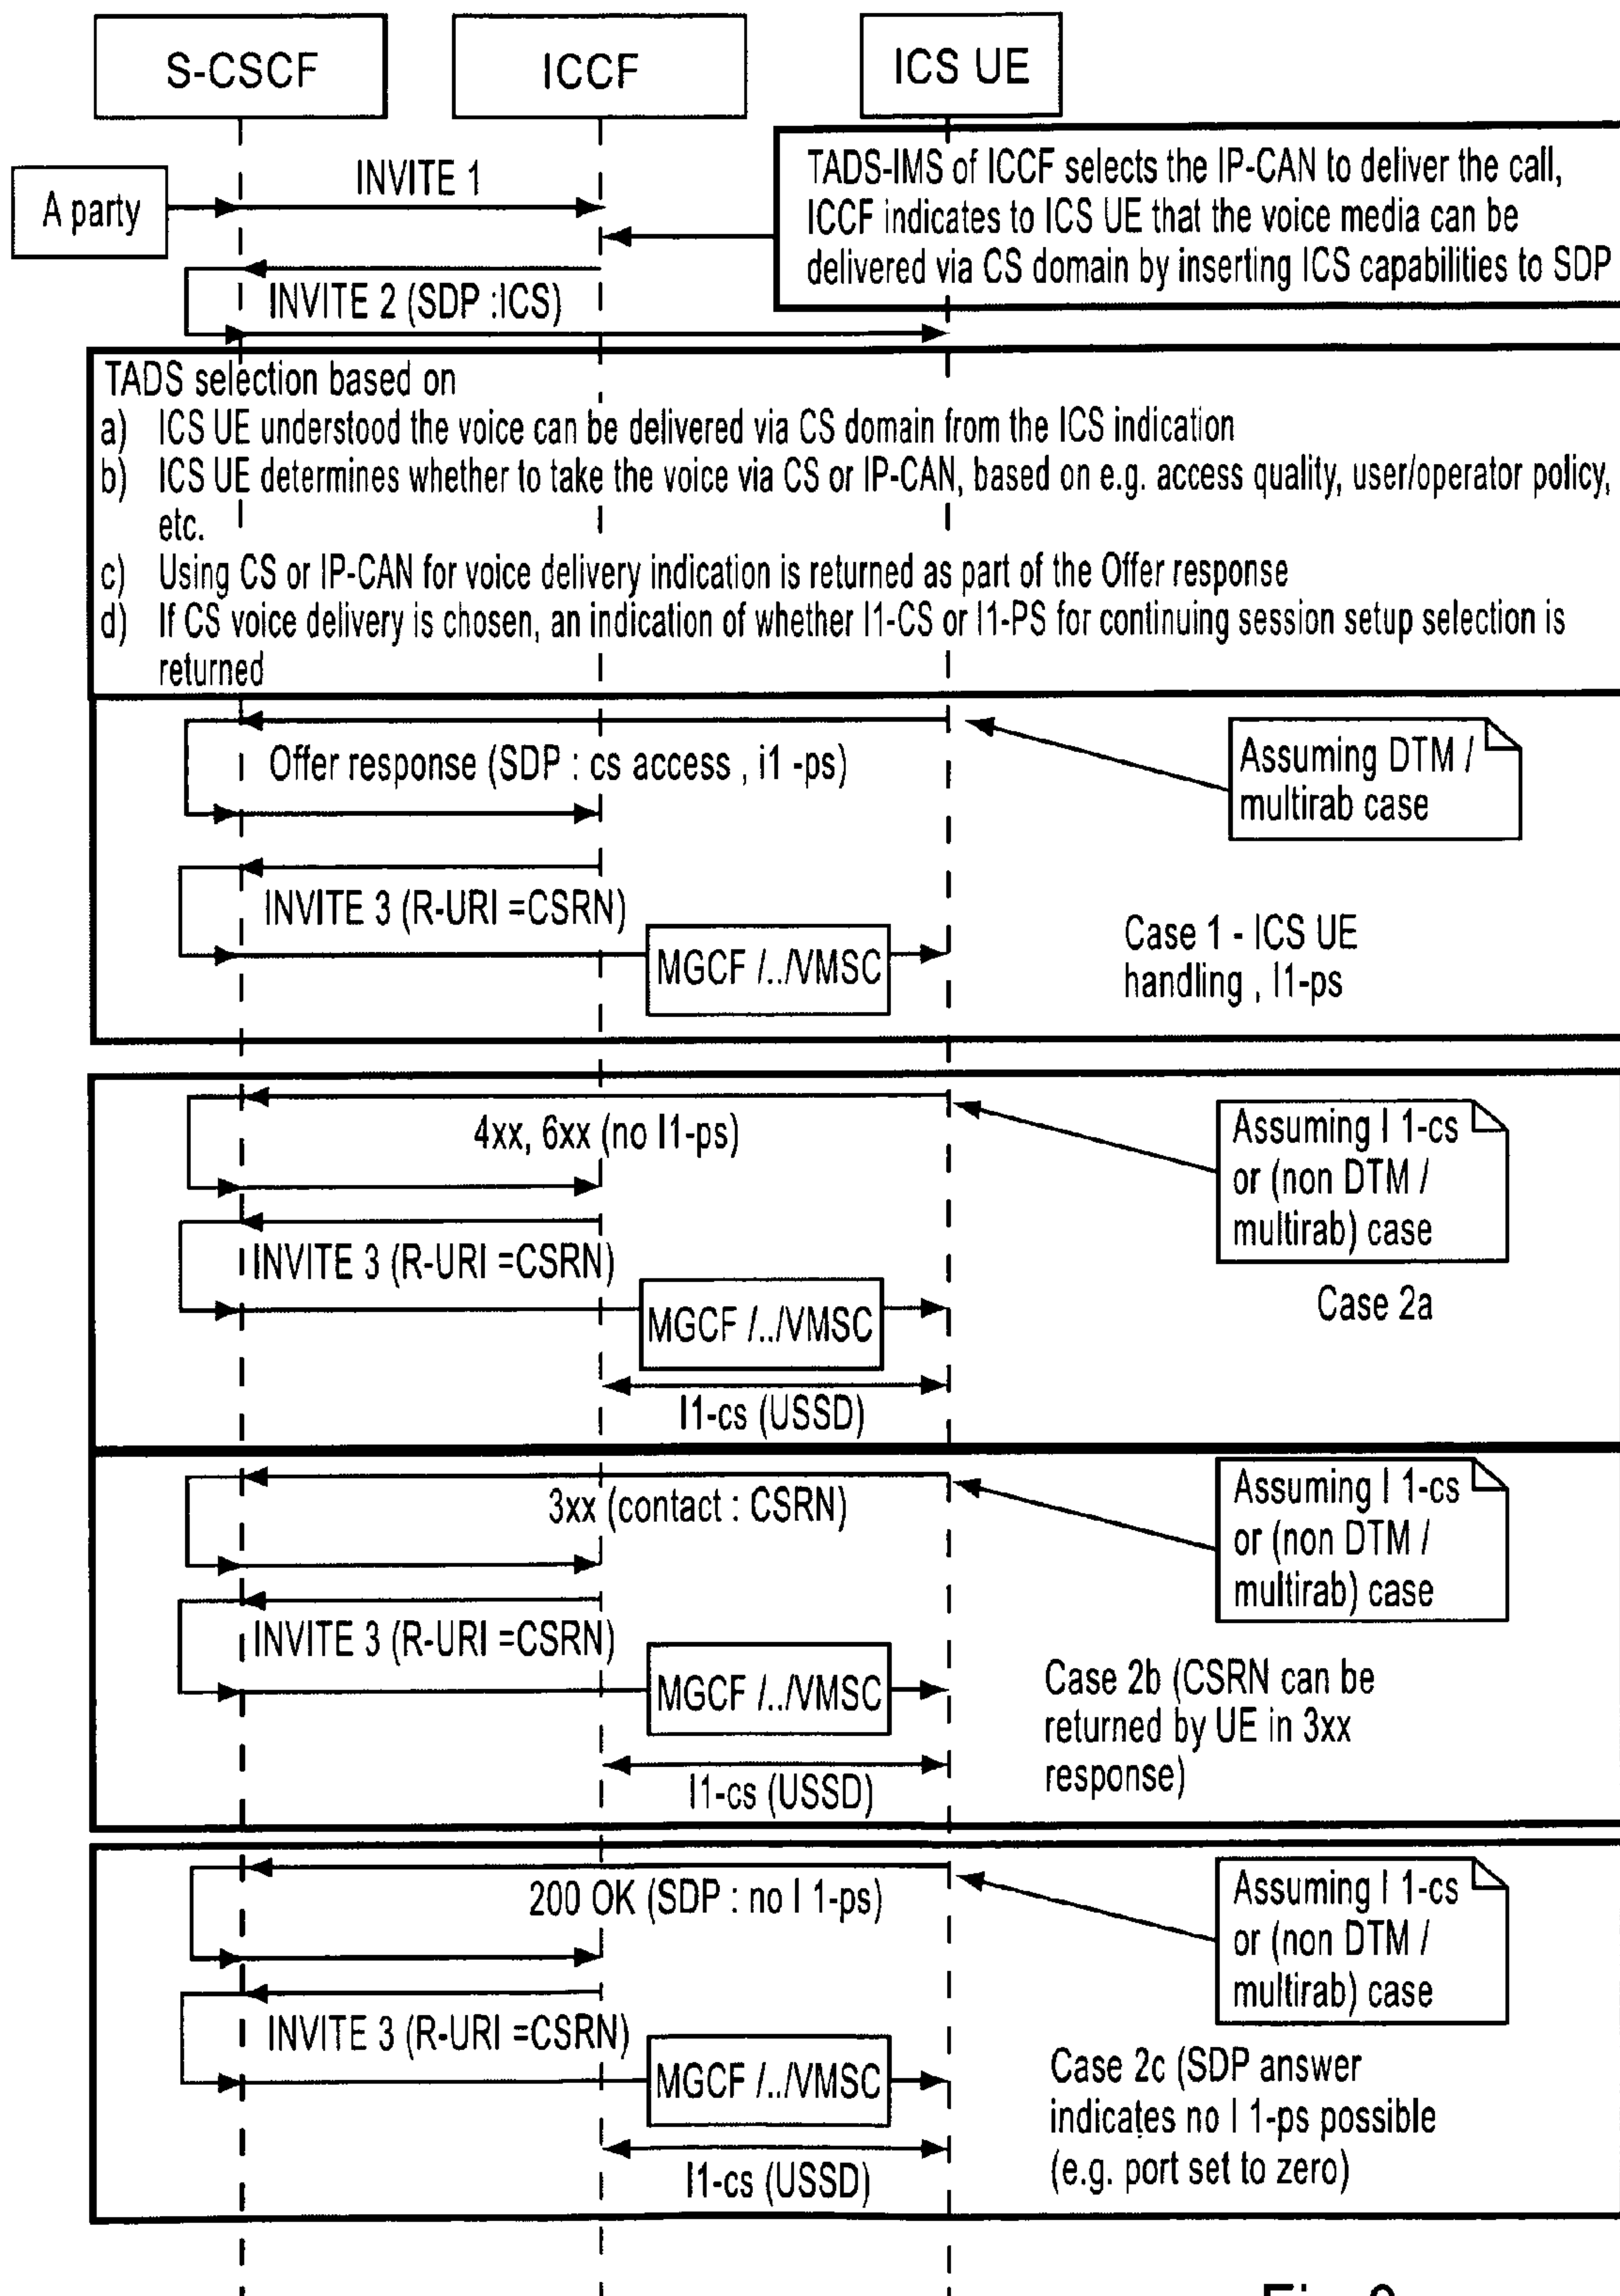 S-CSCF
ICCF
ICS UE
A party
INVITE 1
TADS-IMS of ICCF selects the IP-CAN to deliver the call,
ICCF indicates to ICS UE that the voice media can be
delivered via CS domain by inserting ICS capabilities to SDP
INVITE 2 (SDP :ICS)
TADS selection based on
a) ICS UE understood the voice can be delivered via CS domain from the ICS indication
b) ICS UE determines whether to take the voice via CS or IP-CAN, based on e.g. access quality, user/operator policy,
etc.
c) Using CS or IP-CAN for voice delivery indication is returned as part of the Offer response
d) If CS voice delivery is chosen, an indication of whether I1-CS or I1-PS for continuing session setup selection is
returned
Offer response (SDP : cs access , i1 -ps)
Assuming DTM /
multirab case
INVITE 3 (R-URI =CSRN)
MGCF /../VMSC
Case 1 - ICS UE
handling , I1-ps
4xx, 6xx (no I1-ps)
Assuming I 1-cs
or (non DTM /
multirab) case
INVITE 3 (R-URI =CSRN)
MGCF /../VMSC
Case 2a
I1-cs (USSD)
3xx (contact : CSRN)
Assuming I 1-cs
or (non DTM /
multirab) case
INVITE 3 (R-URI =CSRN)
MGCF /../VMSC
Case 2b (CSRN can be
returned by UE in 3xx
response)
I1-cs (USSD)
200 OK (SDP : no I 1-ps)
Assuming I 1-cs
or (non DTM /
multirab) case
INVITE 3 (R-URI =CSRN)
MGCF /../VMSC
Case 2c (SDP answer
indicates no I 1-ps possible
(e.g. port set to zero)
I1-cs (USSD)